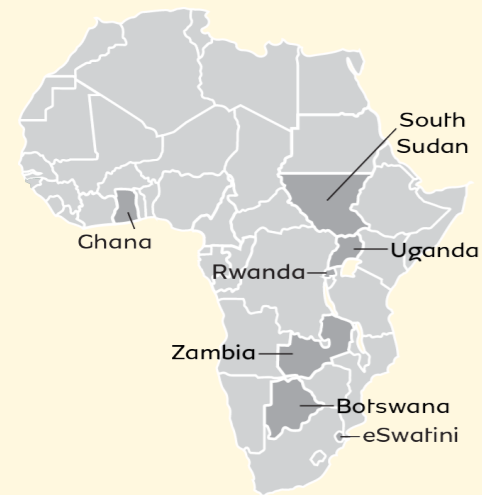 South
Sudan
Ghana
Uganda
Rwanda
Zambia
Botswana
eSwatini